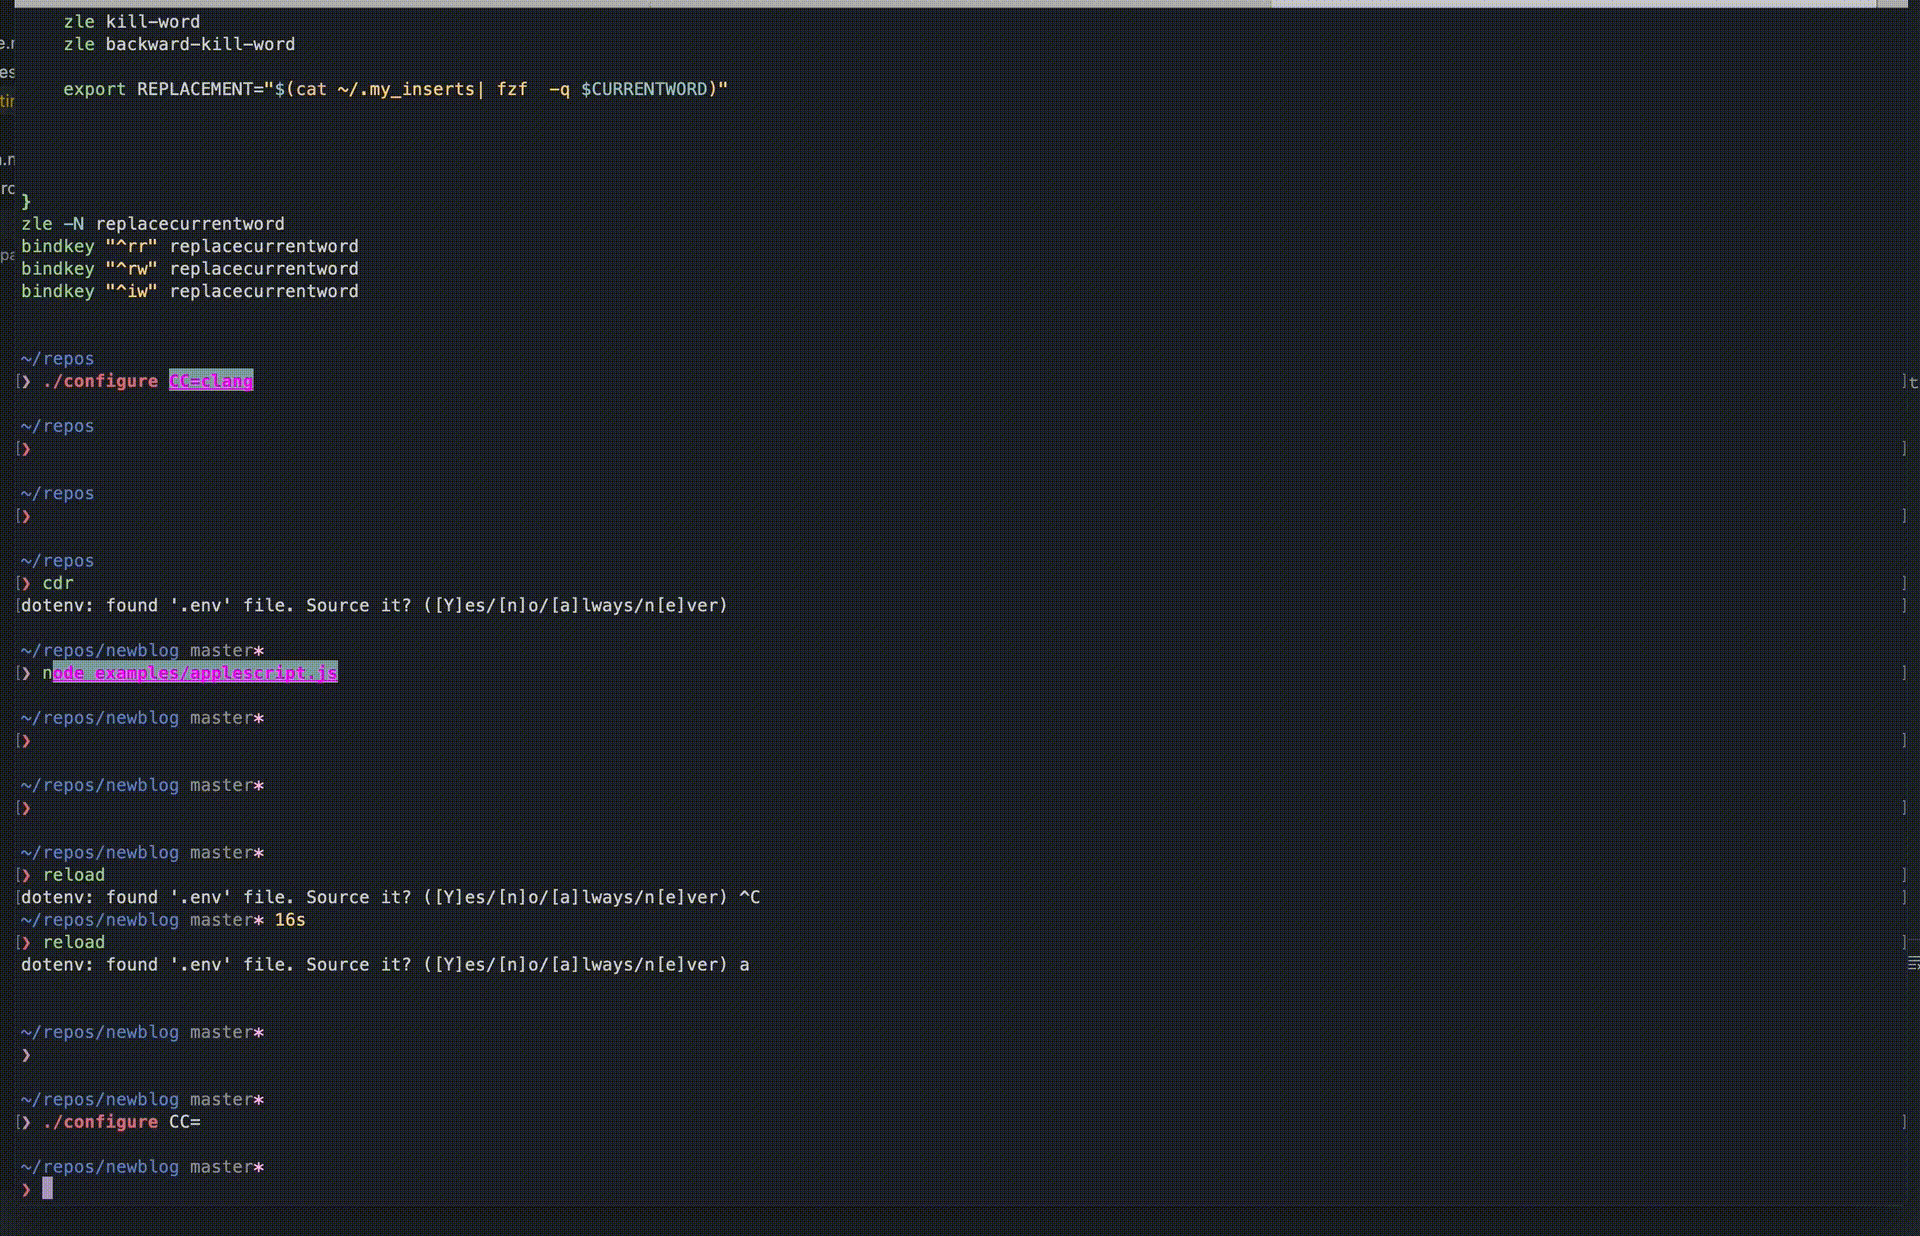 zle kill-word
zle backward-kill-word
export REPLACEMENT="$(cat ~/.my_inserts| fzf  -q $CURRENTWORD)"
}
zle -N replacecurrentword
bindkey "^rr" replacecurrentword
bindkey "^rw" replacecurrentword
bindkey "^iw" replacecurrentword
~/repos
[❯ ./configure CC=clang ]
~/repos
[❯ ]
~/repos
[❯ ]
~/repos
[❯ cdr ]
[dotenv: found '.env' file. Source it? ([Y]es/[n]o/[a]lways/n[e]ver) ]
~/repos/newblog master*
[❯ node examples/applescript.js ]
~/repos/newblog master*
[❯ ]
~/repos/newblog master*
[❯ ]
~/repos/newblog master*
[❯ reload ]
[dotenv: found '.env' file. Source it? ([Y]es/[n]o/[a]lways/n[e]ver) ^C ]
~/repos/newblog master* 16s
[❯ reload ]
dotenv: found '.env' file. Source it? ([Y]es/[n]o/[a]lways/n[e]ver) a
~/repos/newblog master*
❯
~/repos/newblog master*
[❯ ./configure CC= ]
~/repos/newblog master*
❯